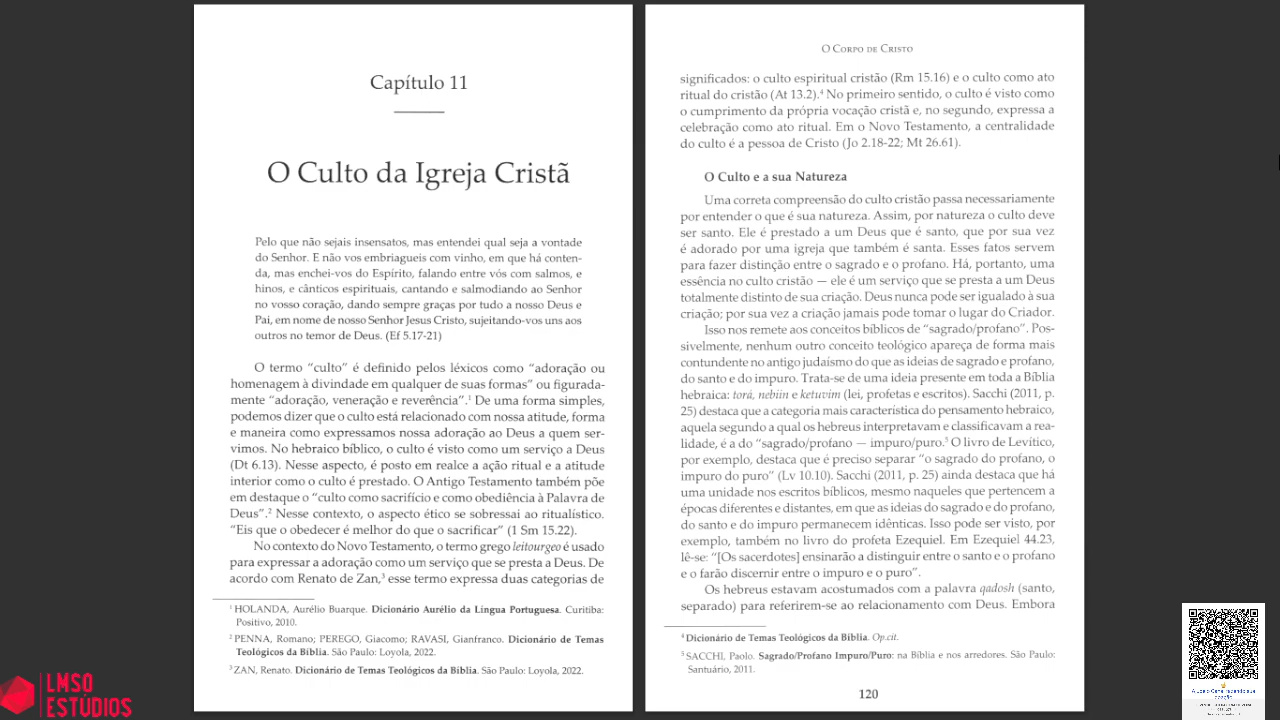 Capítulo 11
O Culto da Igreja Cristã
Pelo que não sejais insensatos, mas entendei qual seja a vontade
do Senhor. E não vos embriagueis com vinho, em que há conten-
da, mas enchei-vos do Espírito, falando entre vós com salmos, e
hinos, e cânticos espirituais, cantando e salmodiando ao Senhor
no vosso coração, dando sempre graças por tudo a nosso Deus e
Pai, em nome de nosso Senhor Jesus Cristo, sujeitando-vos uns aos
outros no temor de Deus. (Ef 5.17-21)
O termo “culto” é definido pelos léxicos como “adoração ou
homenagem à divindade em qualquer de suas formas” ou figurada-
mente “adoração, veneração e reverência”.¹ De uma forma simples,
podemos dizer que o culto está relacionado com nossa atitude, forma
e maneira como expressamos nossa adoração ao Deus a quem ser-
vimos. No hebraico bíblico, o culto é visto como um serviço a Deus
(Dt 6.13). Nesse aspecto, é posto em realce a ação ritual e a atitude
interior como o culto é prestado. O Antigo Testamento também põe
em destaque o “culto como sacrifício e como obediência à Palavra de
Deus”.² Nesse contexto, o aspecto ético se sobressai ao ritualístico.
“Eis que o obedecer é melhor do que o sacrificar” (1 Sm 15.22).
No contexto do Novo Testamento, o termo grego leitourgeo é usado
para expressar a adoração como um serviço que se presta a Deus. De
acordo com Renato de Zan,³ esse termo expressa duas categorias de
¹ HOLANDA, Aurélio Buarque. Dicionário Aurélio da Língua Portuguesa. Curitiba:
Positivo, 2010.
² PENNA, Romano; PEREGO, Giacomo; RAVASI, Gianfranco. Dicionário de Temas
Teológicos da Bíblia. São Paulo: Loyola, 2022.
³ ZAN, Renato. Dicionário de Temas Teológicos da Bíblia. São Paulo: Loyola, 2022.
O Corpo de Cristo
significados: o culto espiritual cristão (Rm 15.16) e o culto como ato
ritual do cristão (At 13.2).⁴ No primeiro sentido, o culto é visto como
o cumprimento da própria vocação cristã e, no segundo, expressa a
celebração como ato ritual. Em o Novo Testamento, a centralidade
do culto é a pessoa de Cristo (Jo 2.18-22; Mt 26.61).
O Culto e a sua Natureza
Uma correta compreensão do culto cristão passa necessariamente
por entender o que é sua natureza. Assim, por natureza o culto deve
ser santo. Ele é prestado a um Deus que é santo, que por sua vez
é adorado por uma igreja que também é santa. Esses fatos servem
para fazer distinção entre o sagrado e o profano. Há, portanto, uma
essência no culto cristão — ele é um serviço que se presta a um Deus
totalmente distinto de sua criação. Deus nunca pode ser igualado à sua
criação; por sua vez a criação jamais pode tomar o lugar do Criador.
Isso nos remete aos conceitos bíblicos de “sagrado/profano”. Pos-
sivelmente, nenhum outro conceito teológico apareça de forma mais
contundente no antigo judaísmo do que as ideias de sagrado e profano,
do santo e do impuro. Trata-se de uma ideia presente em toda a Bíblia
hebraica: torá, nebiin e ketuvim (lei, profetas e escritos). Sacchi (2011, p.
25) destaca que a categoria mais característica do pensamento hebraico,
aquela segundo a qual os hebreus interpretavam e classificavam a rea-
lidade, é a do “sagrado/profano — impuro/puro.⁵ O livro de Levítico,
por exemplo, destaca que é preciso separar “o sagrado do profano, o
impuro do puro” (Lv 10.10). Sacchi (2011, p. 25) ainda destaca que há
uma unidade nos escritos bíblicos, mesmo naqueles que pertencem a
épocas diferentes e distantes, em que as ideias do sagrado e do profano,
do santo e do impuro permanecem idênticas. Isso pode ser visto, por
exemplo, também no livro do profeta Ezequiel. Em Ezequiel 44.23,
lê-se: “[Os sacerdotes] ensinarão a distinguir entre o santo e o profano
e o farão discernir entre o impuro e o puro”.
Os hebreus estavam acostumados com a palavra qadosh (santo,
separado) para referirem-se ao relacionamento com Deus. Embora
⁴ Dicionário de Temas Teológicos da Bíblia. Op.cit.
⁵ SACCHI, Paolo. Sagrado/Profano Impuro/Puro: na Bíblia e nos arredores. São Paulo:
Santuário, 2011.
120
LMSO
ESTÚDIOS